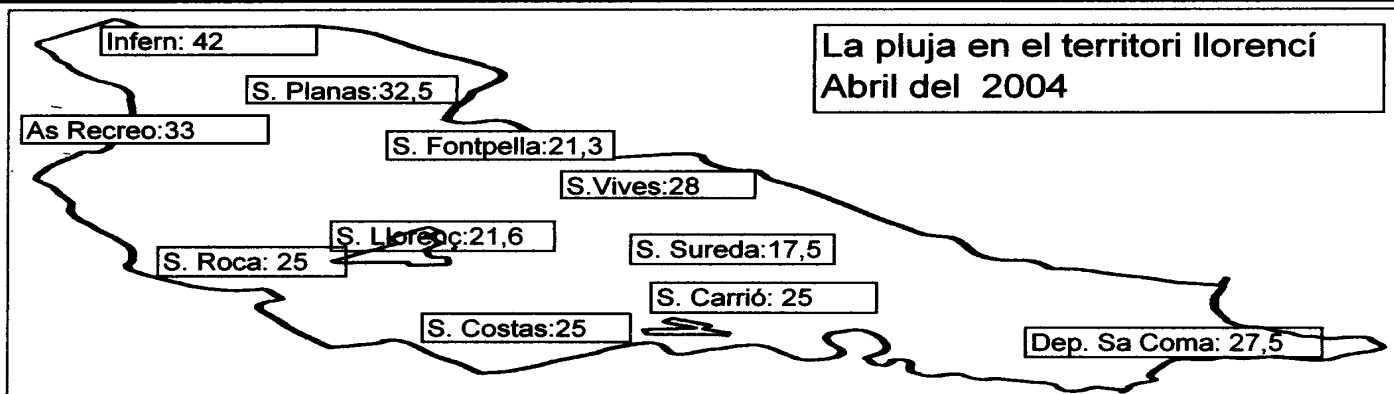 La pluja en el territori llorencí
Abril del 2004
Infern: 42
S. Planas:32,5
As Recreo:33
S. Fontpella:21,3
S.Vives:28
S. Llorenç:21,6
S. Roca: 25
S. Sureda:17,5
S. Carrió: 25
S. Costas:25
Dep. Sa Coma: 27,5